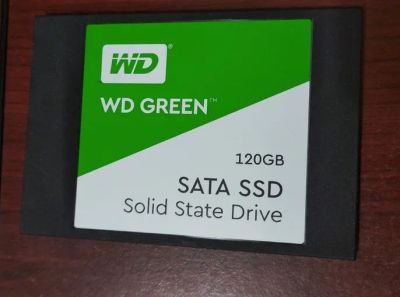 WD®
WD GREEN™
120GB
SATA SSD
Solid State Drive